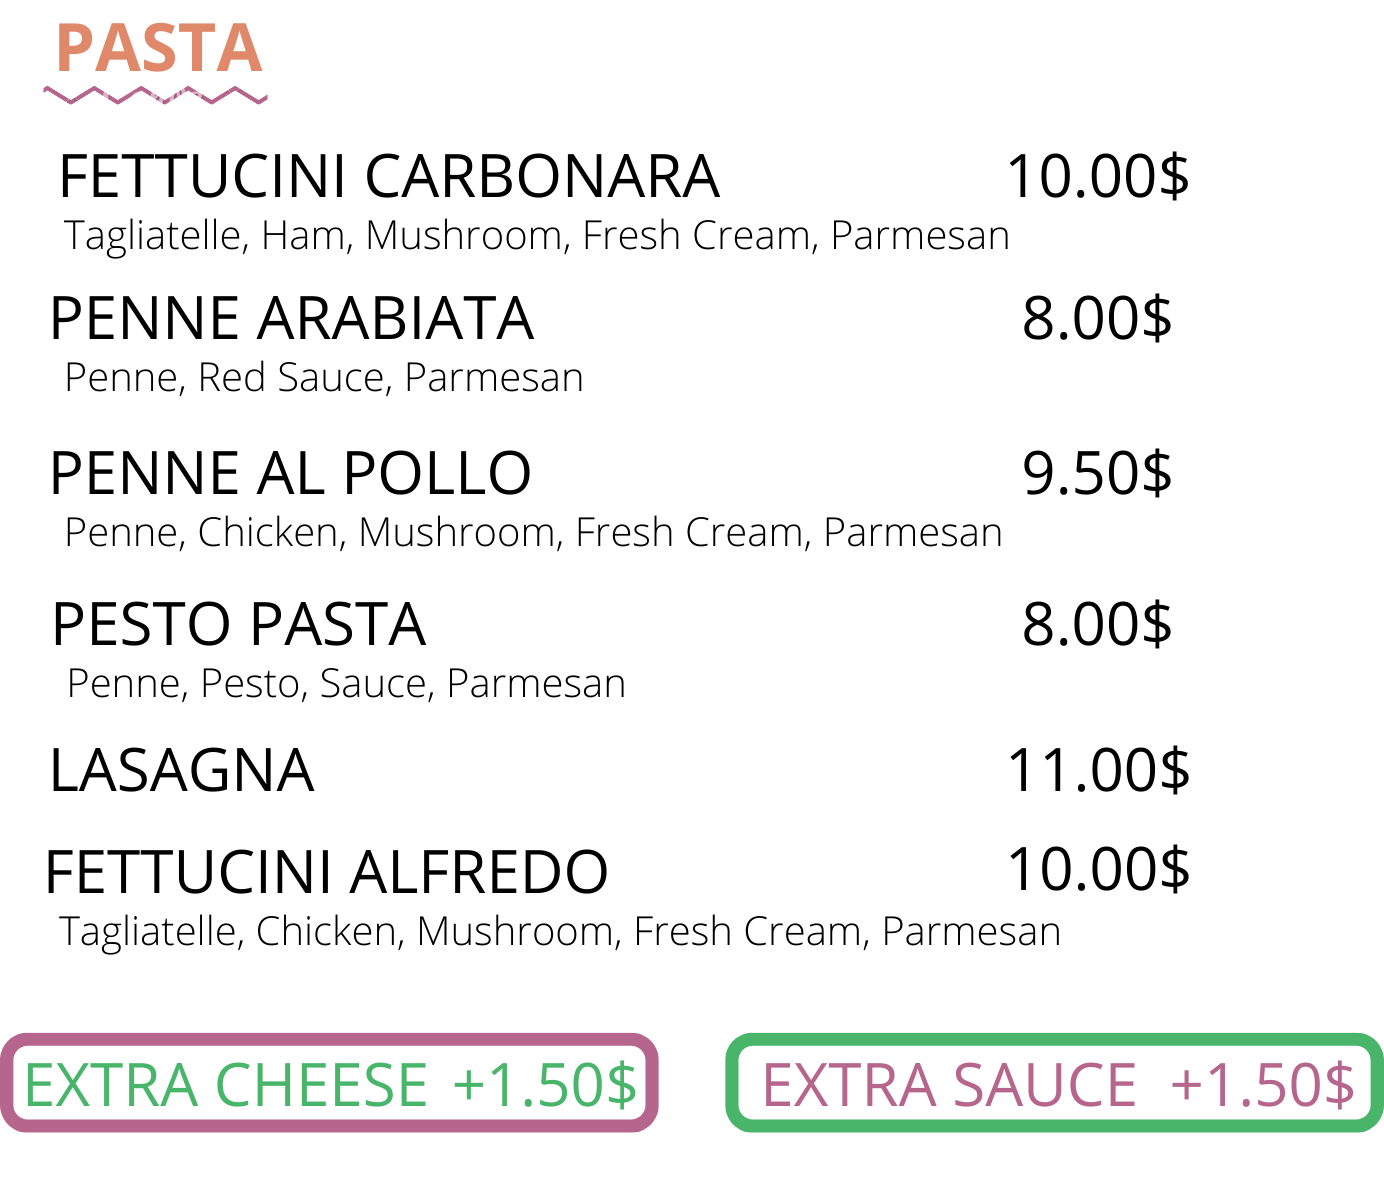 PASTA
FETTUCINI CARBONARA 10.00$
Tagliatelle, Ham, Mushroom, Fresh Cream, Parmesan
PENNE ARABIATA 8.00$
Penne, Red Sauce, Parmesan
PENNE AL POLLO 9.50$
Penne, Chicken, Mushroom, Fresh Cream, Parmesan
PESTO PASTA 8.00$
Penne, Pesto, Sauce, Parmesan
LASAGNA 11.00$
FETTUCINI ALFREDO 10.00$
Tagliatelle, Chicken, Mushroom, Fresh Cream, Parmesan
EXTRA CHEESE +1.50$ EXTRA SAUCE +1.50$